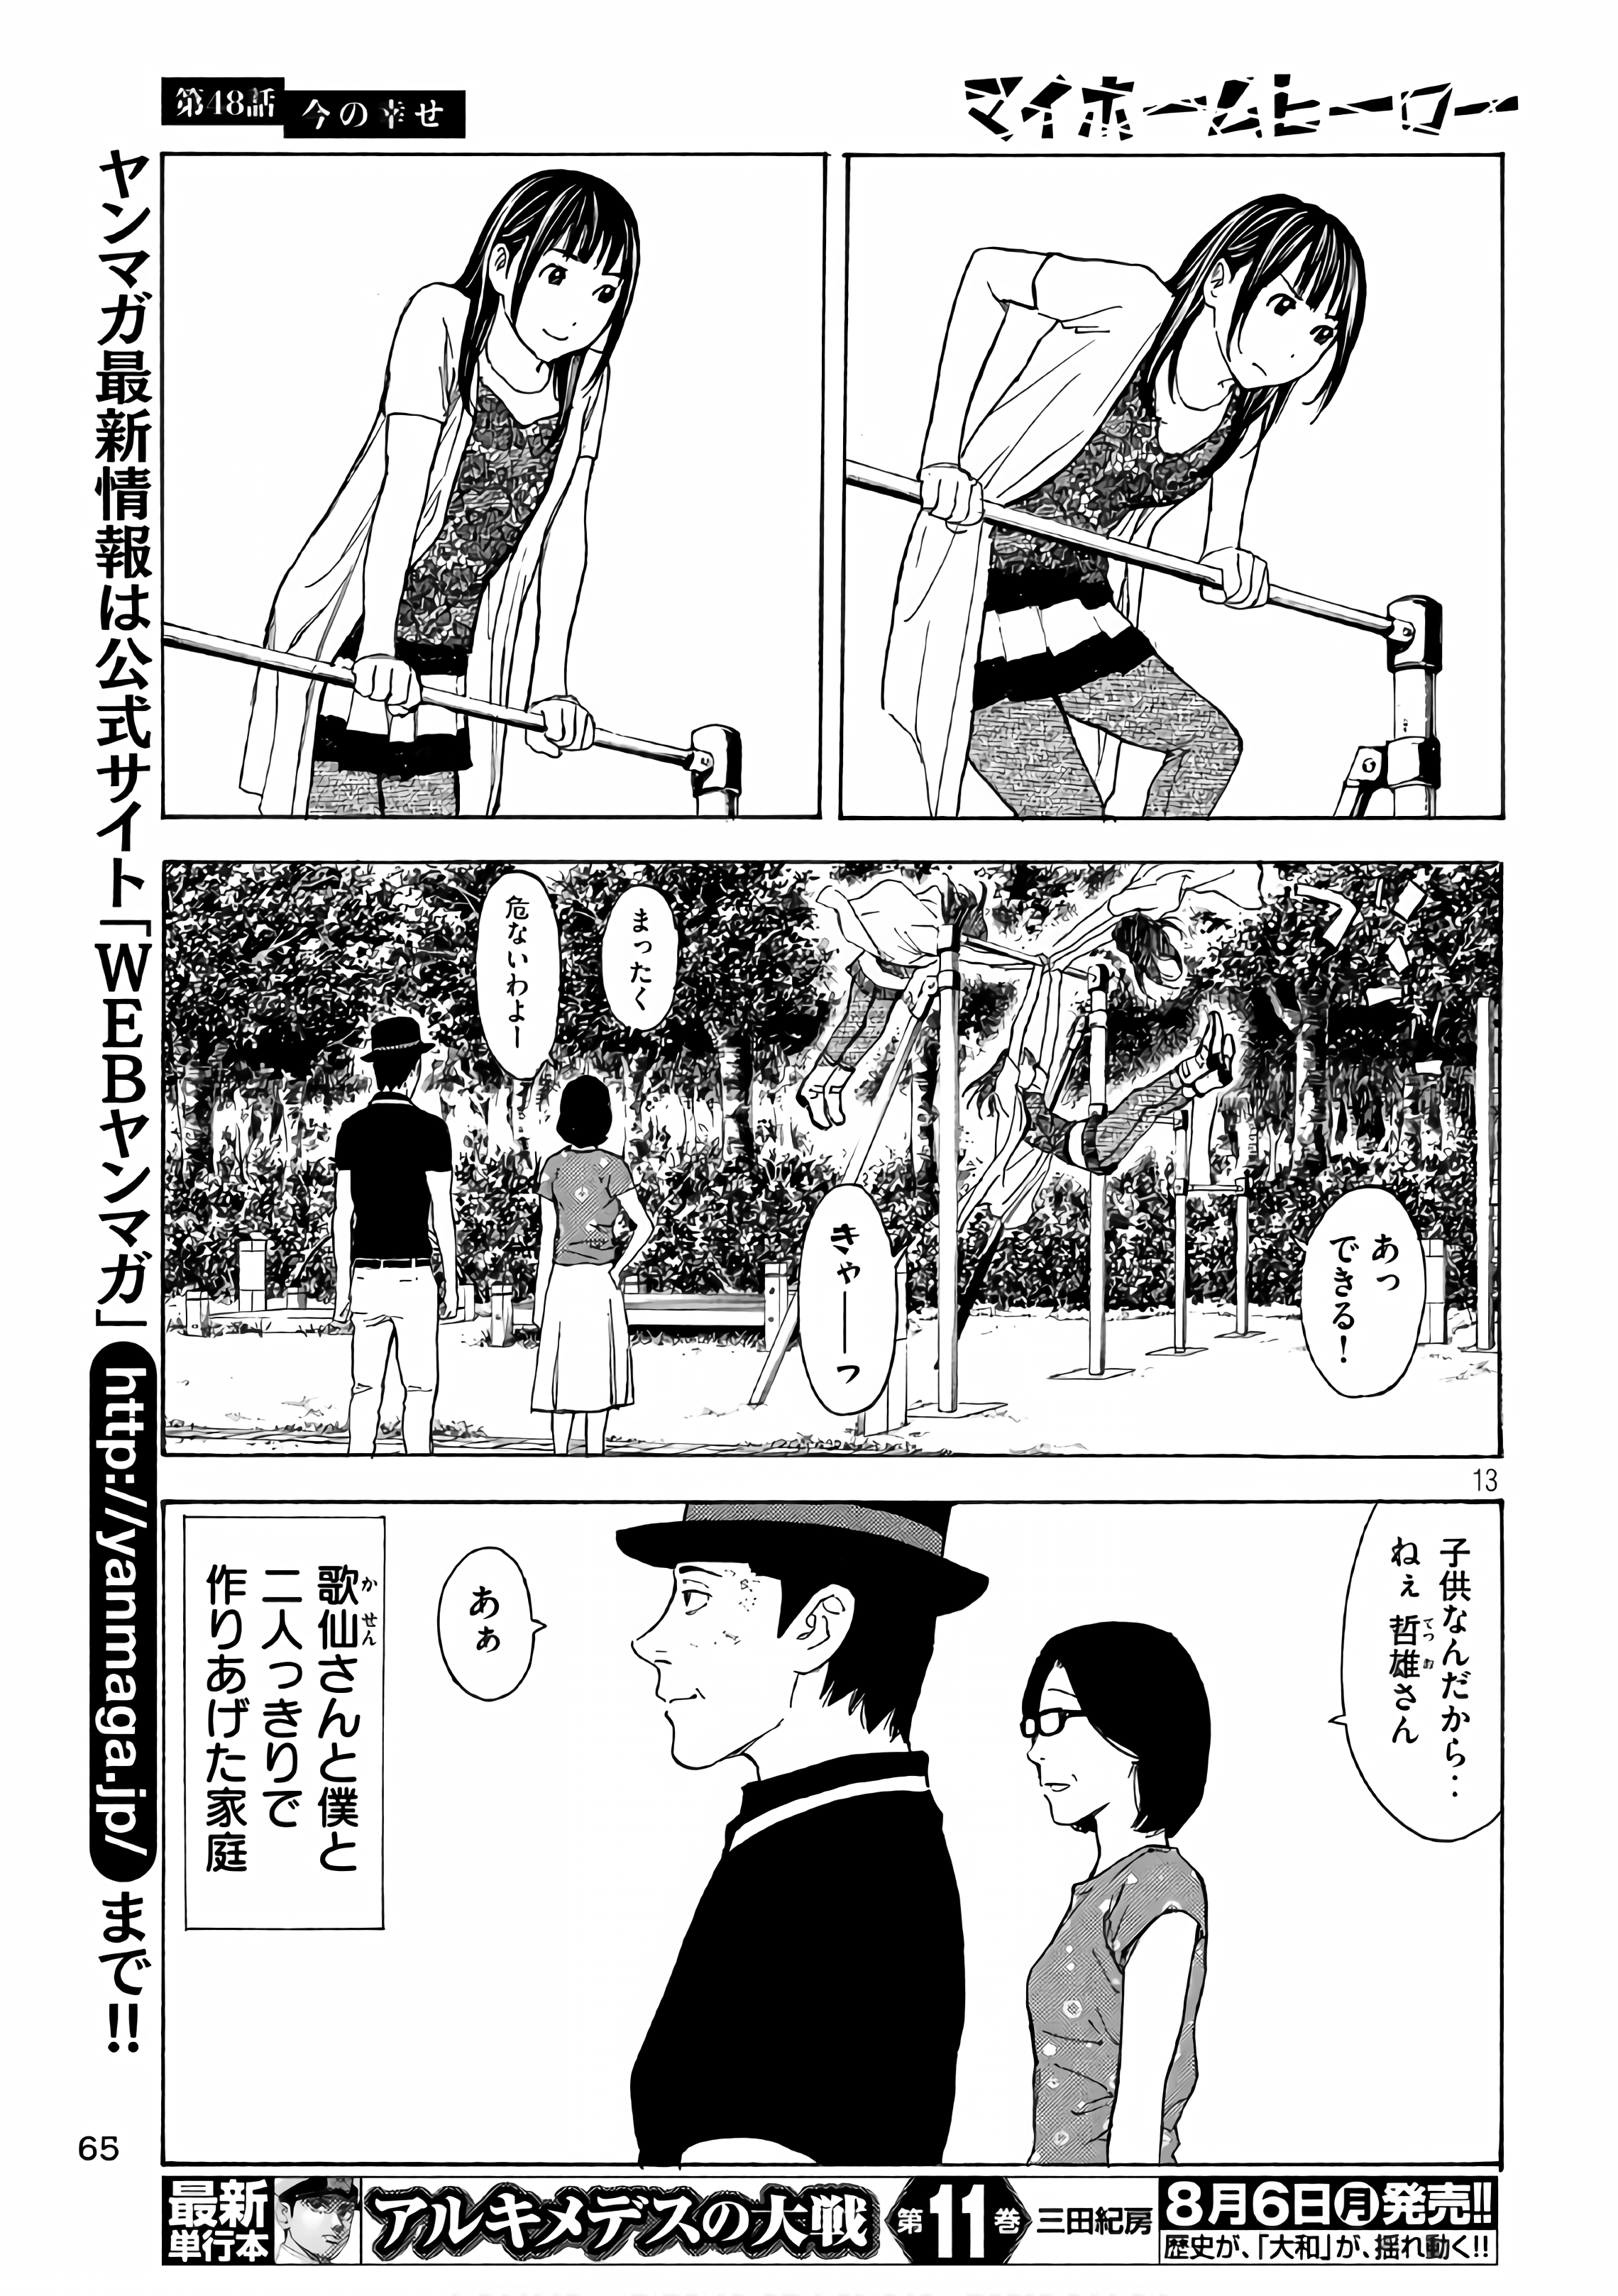 マイホームヒーロー
第48話
今の幸せ
あっ
できる!
きゃーーっ
まったく
危ないわよー
13
子供なんだから‥
ねぇ 哲雄さん
てつお
あぁ
歌仙さんと僕と
かせん
二人っきりで
作りあげた家庭
ヤンマガ最新情報は公式サイト「WEBヤンマガ」http://yanmaga.jp/まで!!
65
最新
単行本
アルキメデスの大戦
第11巻
三田紀房
8月6日月発売!!
歴史が、「大和」が、揺れ動く!!